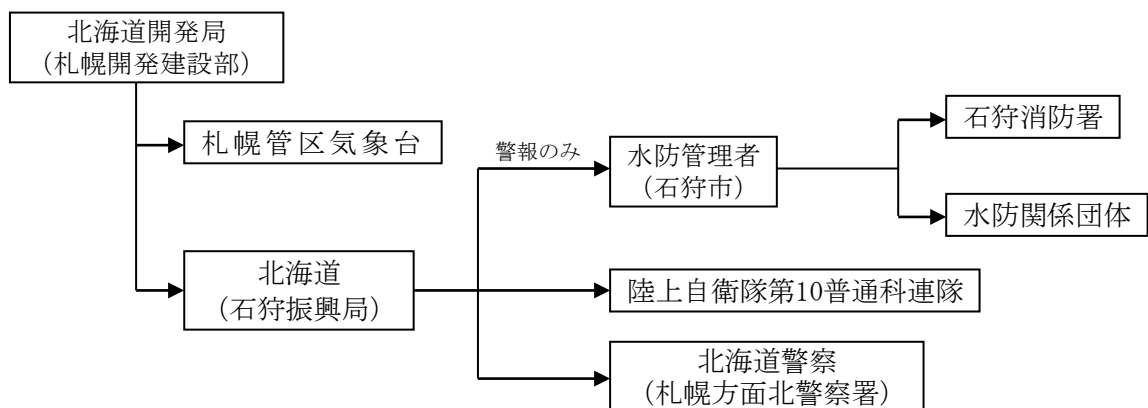 北海道開発局
（札幌開発建設部）
札幌管区気象台
北海道
（石狩振興局）
警報のみ
水防管理者
（石狩市）
石狩消防署
水防関係団体
陸上自衛隊第10普通科連隊
北海道警察
（札幌方面北警察署）